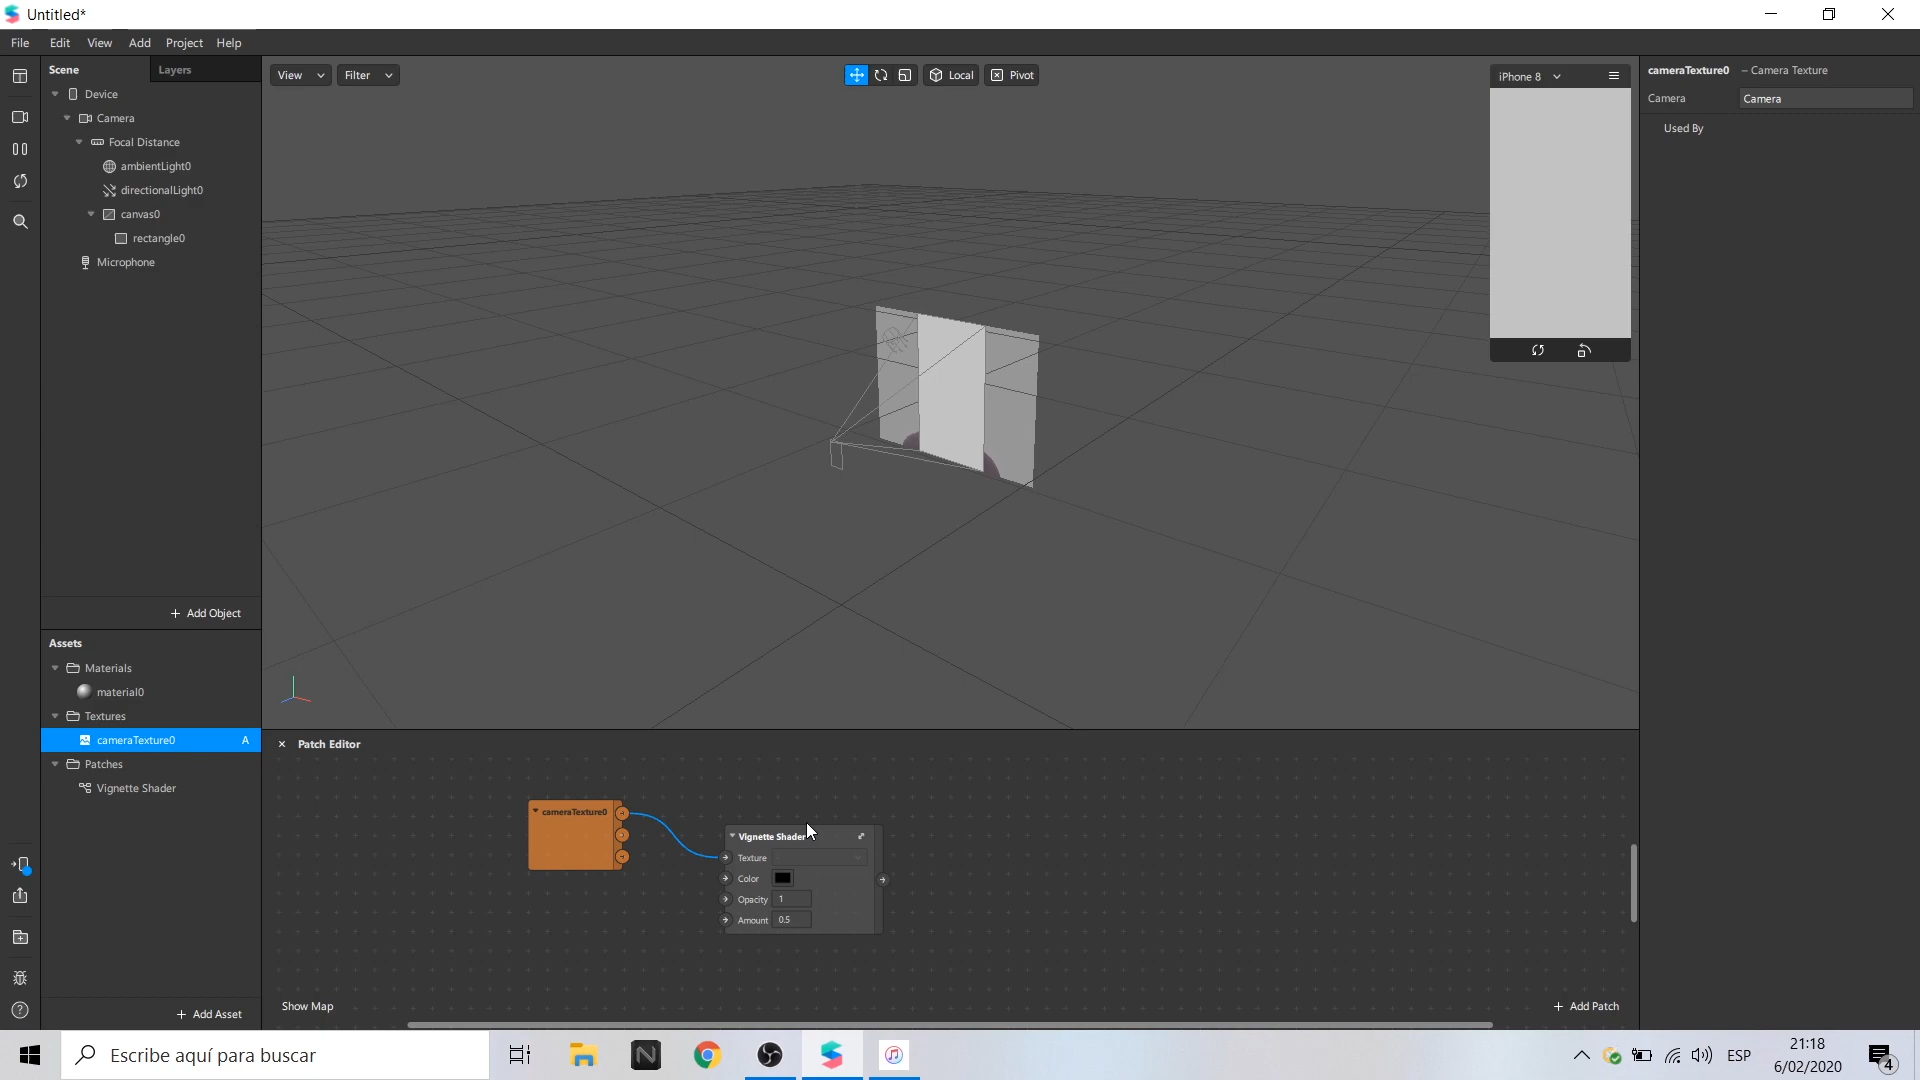 Untitled*
File Edit View Add Project Help
Scene Layers
View Filter
Local Pivot
iPhone 8
cameraTexture0 – Camera Texture
Camera Camera
Used By
Device
Camera
Focal Distance
ambientLight0
directionalLight0
canvas0
rectangle0
Microphone
+ Add Object
Assets
Materials
material0
Textures
cameraTexture0 A
Patches
Vignette Shader
+ Add Asset
× Patch Editor
cameraTexture0
Vignette Shader
Texture
Color
Opacity 1
Amount 0.5
Show Map
+ Add Patch
Escribe aquí para buscar
ESP
21:18
6/02/2020
4